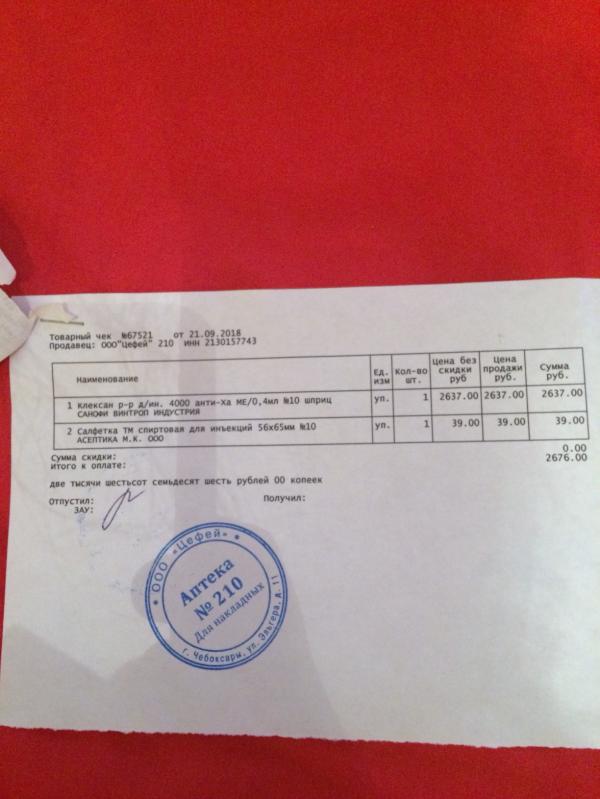 Товарный чек №67521 от 21.09.2018
Продавец: ООО"Цефей" 210 ИНН 2130157743
Наименование Ед. изм Кол-во шт. Цена без скидки руб Цена продажи руб. Сумма руб.
1 Клексан р-р д/ин. 4000 анти-Ха МЕ/0,4мл №10 шприц уп. 1 2637.00 2637.00 2637.00
САНОФИ ВИНТРОП ИНДУСТРИЯ
2 Салфетка ТМ спиртовая для инъекций 56х65мм №10 уп. 1 39.00 39.00 39.00
АСЕПТИКА М.К. ООО
Сумма скидки: 0.00
итого к оплате: 2676.00
две тысячи шестьсот семьдесят шесть рублей 00 копеек
Отпустил: Получил:
ЗАУ:
ООО «Цефей»
Аптека
№ 210
Для накладных
г. Чебоксары, ул. Эльгера, д. 11